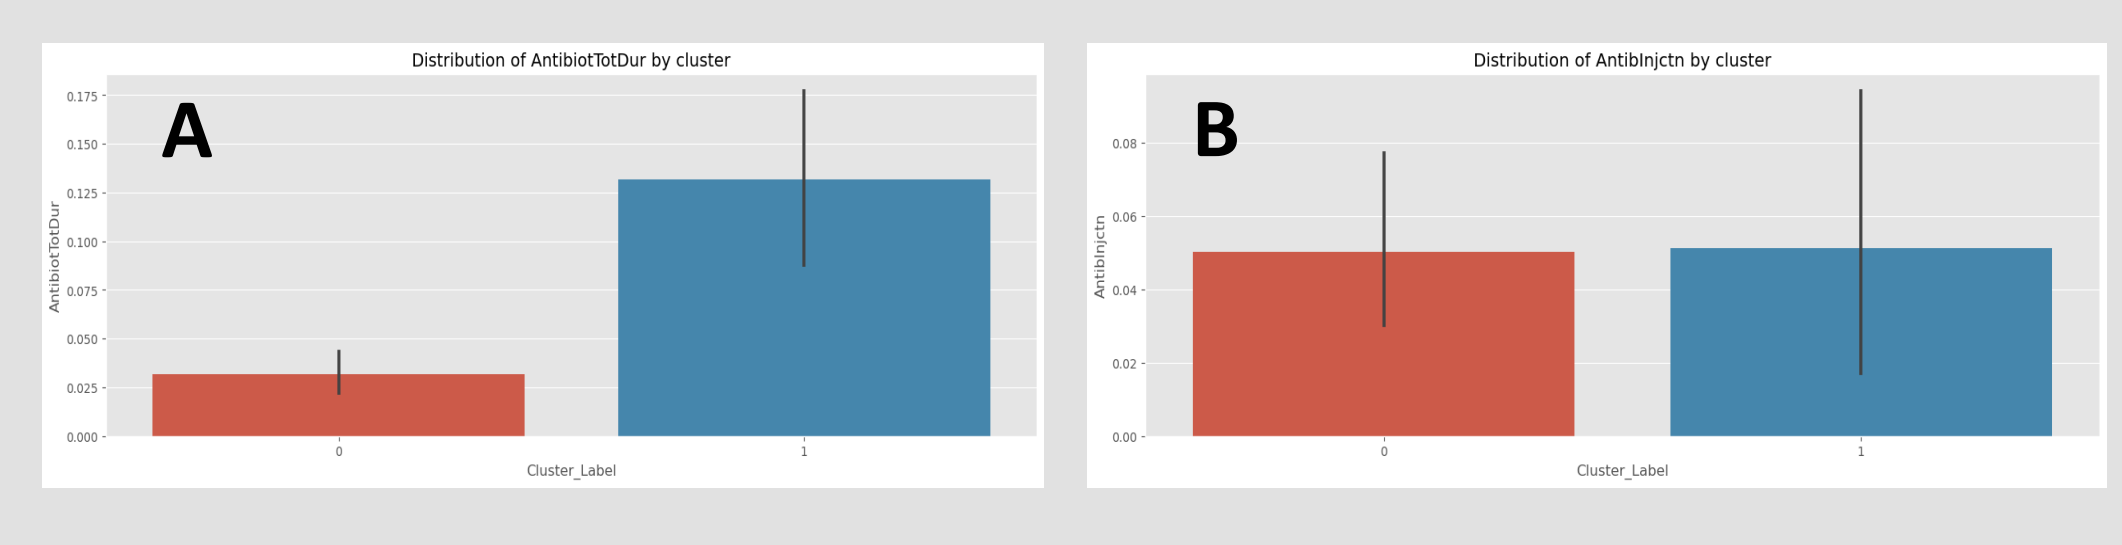 Distribution of AntibiotTotDur by cluster
A
0.175
0.150
0.125
0.100
0.075
0.050
0.025
0.000
AntibiotTotDur
0
1
Cluster_Label
Distribution of AntibInjctn by cluster
B
0.08
0.06
0.04
0.02
0.00
AntibInjctn
0
1
Cluster_Label